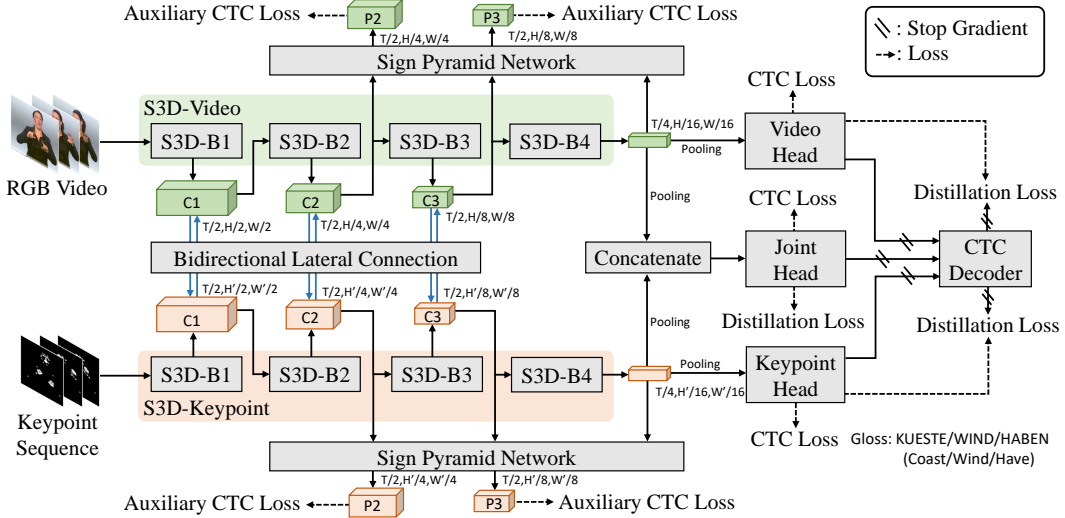 Auxiliary CTC Loss
P2
P3
Auxiliary CTC Loss
T/2,H/4,W/4
T/2,H/8,W/8
Sign Pyramid Network
: Stop Gradient
: Loss
S3D-Video
S3D-B1
S3D-B2
S3D-B3
S3D-B4
T/4,H/16,W/16
Pooling
CTC Loss
Video
Head
RGB Video
C1
C2
C3
T/2,H/2,W/2
T/2,H/4,W/4
T/2,H/8,W/8
Pooling
CTC Loss
Distillation Loss
Bidirectional Lateral Connection
Concatenate
Joint
Head
CTC
Decoder
T/2,H'/2,W'/2
T/2,H'/4,W'/4
T/2,H'/8,W'/8
C1
C2
C3
Pooling
Distillation Loss
Distillation Loss
S3D-B1
S3D-B2
S3D-B3
S3D-B4
S3D-Keypoint
Pooling
T/4,H'/16,W'/16
Keypoint
Head
Keypoint
Sequence
CTC Loss
Gloss: KUESTE/WIND/HABEN
(Coast/Wind/Have)
Sign Pyramid Network
T/2,H'/4,W'/4
T/2,H'/8,W'/8
Auxiliary CTC Loss
P2
P3
Auxiliary CTC Loss